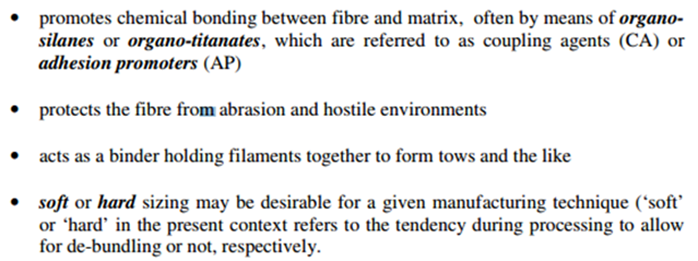 • promotes chemical bonding between fibre and matrix, often by means of organo-
silanes or organo-titanates, which are referred to as coupling agents (CA) or
adhesion promoters (AP)
• protects the fibre from abrasion and hostile environments
• acts as a binder holding filaments together to form tows and the like
• soft or hard sizing may be desirable for a given manufacturing technique (‘soft’
or ‘hard’ in the present context refers to the tendency during processing to allow
for de-bundling or not, respectively.